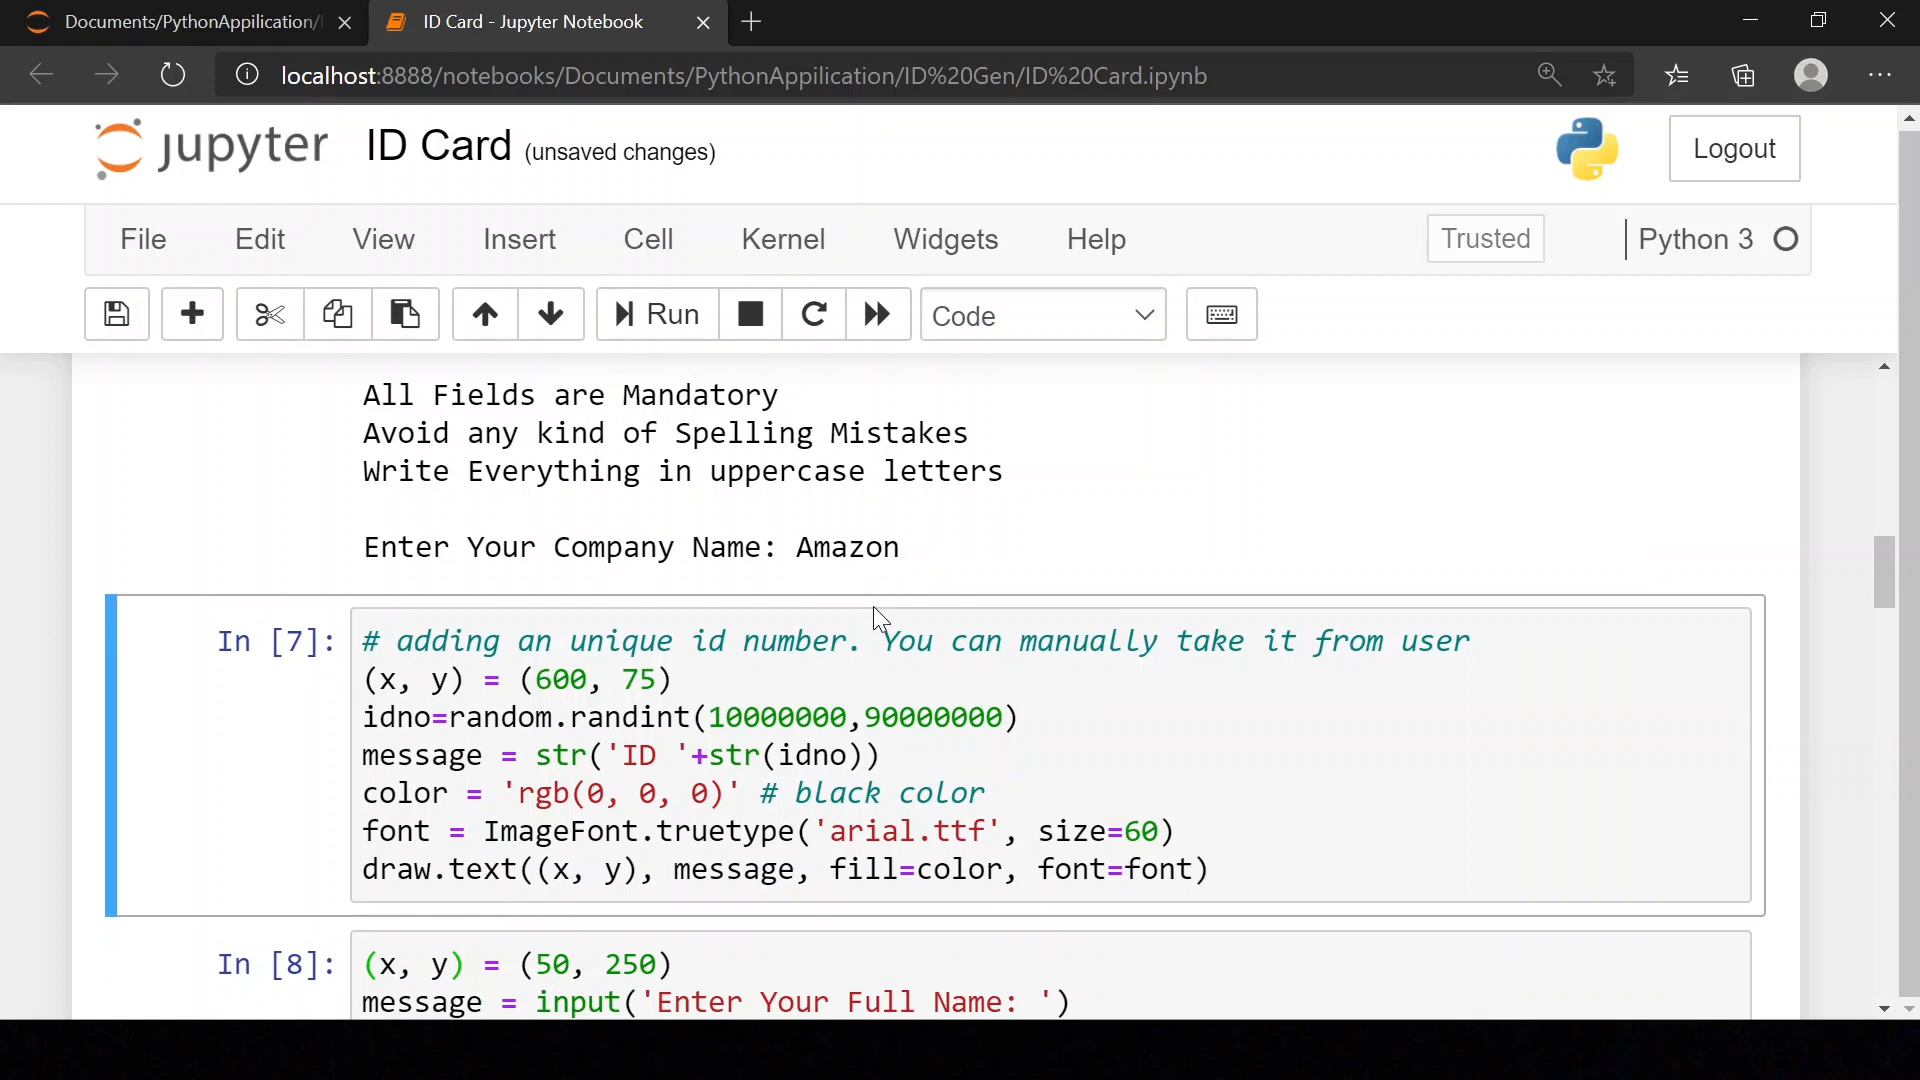 Documents/PythonAppilication/I
ID Card - Jupyter Notebook
localhost:8888/notebooks/Documents/PythonAppilication/ID%20Gen/ID%20Card.ipynb
jupyter ID Card (unsaved changes)
Logout
File Edit View Insert Cell Kernel Widgets Help Trusted Python 3
Run Code
All Fields are Mandatory
Avoid any kind of Spelling Mistakes
Write Everything in uppercase letters
Enter Your Company Name: Amazon
In [7]: # adding an unique id number. You can manually take it from user
(x, y) = (600, 75)
idno=random.randint(10000000,90000000)
message = str('ID '+str(idno))
color = 'rgb(0, 0, 0)' # black color
font = ImageFont.truetype('arial.ttf', size=60)
draw.text((x, y), message, fill=color, font=font)
In [8]: (x, y) = (50, 250)
message = input('Enter Your Full Name: ')